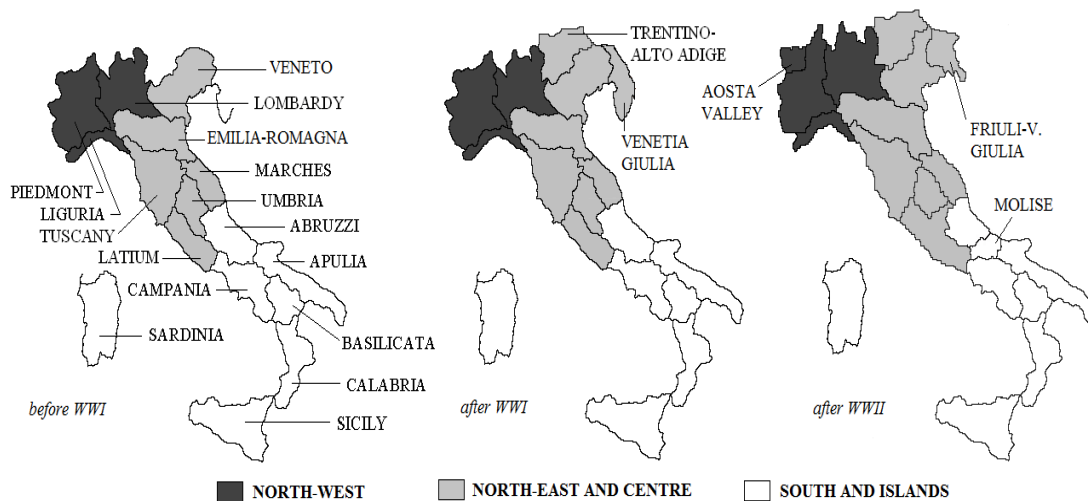 VENETO
LOMBARDY
EMILIA-ROMAGNA
MARCHES
PIEDMONT
UMBRIA
LIGURIA
TUSCANY
ABRUZZI
LATIUM
APULIA
CAMPANIA
SARDINIA
BASILICATA
CALABRIA
before WWI
SICILY
TRENTINO-
ALTO ADIGE
VENETIA
GIULIA
after WWI
AOSTA
VALLEY
FRIULI-V.
GIULIA
MOLISE
after WWII
NORTH-WEST
NORTH-EAST AND CENTRE
SOUTH AND ISLANDS